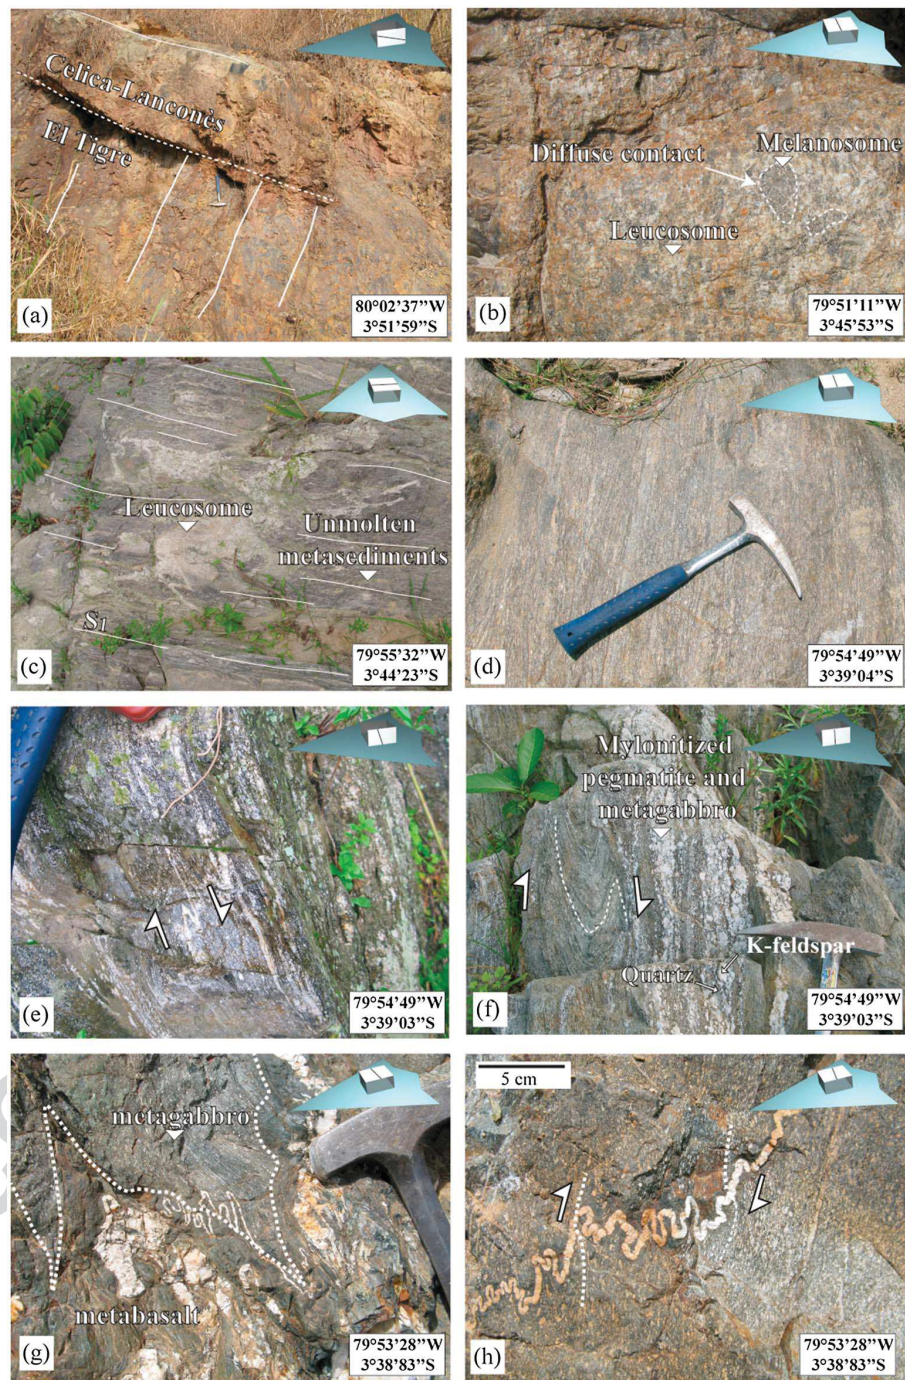 Celica-Lanconès
El Tigre
(a)
80°02'37"W
3°51'59"S
Diffuse contact
Melanosome
Leucosome
(b)
79°51'11"W
3°45'53"S
Leucosome
Unmolten
metasediments
S1
(c)
79°55'32"W
3°44'23"S
(d)
79°54'49"W
3°39'04"S
(e)
79°54'49"W
3°39'03"S
Mylonitized
pegmatite and
metagabbro
K-feldspar
Quartz
(f)
79°54'49"W
3°39'03"S
metagabbro
metabasalt
(g)
79°53'28"W
3°38'83"S
5 cm
(h)
79°53'28"W
3°38'83"S